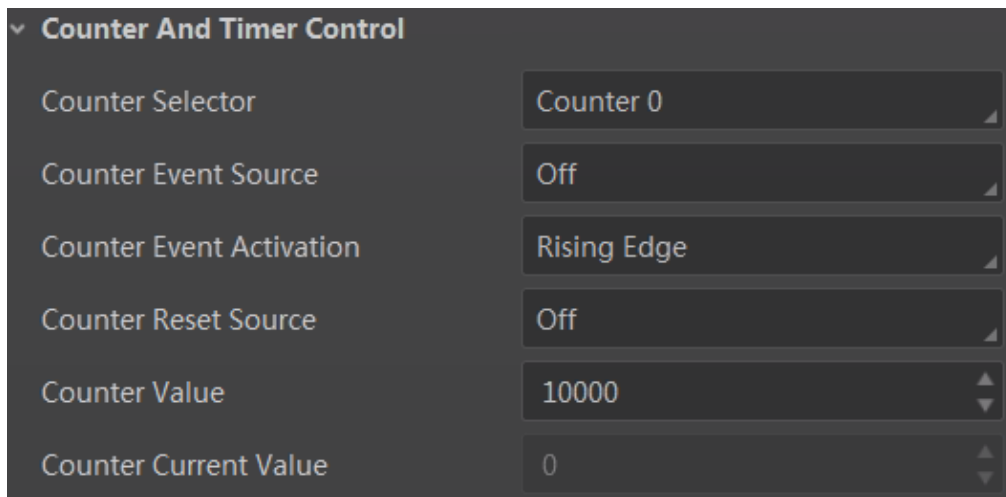 Counter And Timer Control
Counter Selector Counter 0
Counter Event Source Off
Counter Event Activation Rising Edge
Counter Reset Source Off
Counter Value 10000
Counter Current Value 0